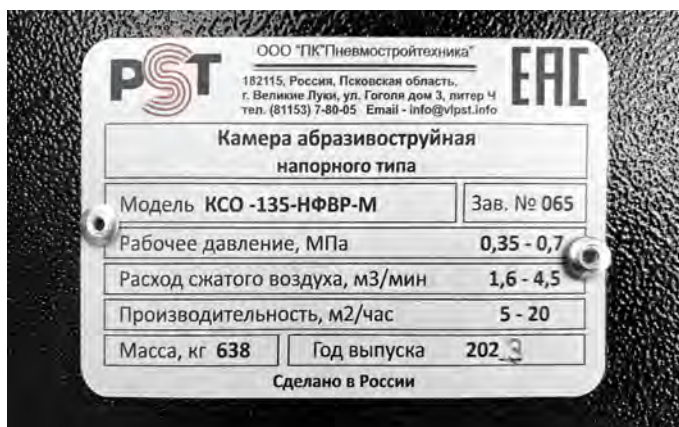 PST
ООО "ПК"Пневмостройтехника"
182115, Россия, Псковская область,
г. Великие Луки, ул. Гоголя дом 3, литер Ч
тел. (81153) 7-80-05 Email - info@vlpst.info
EAC
Камера абразивоструйная
напорного типа
Модель КСО -135-НФВР-М Зав. № 065
Рабочее давление, МПа 0,35 - 0,7
Расход сжатого воздуха, м3/мин 1,6 - 4,5
Производительность, м2/час 5 - 20
Масса, кг 638 Год выпуска 202_3
Сделано в России